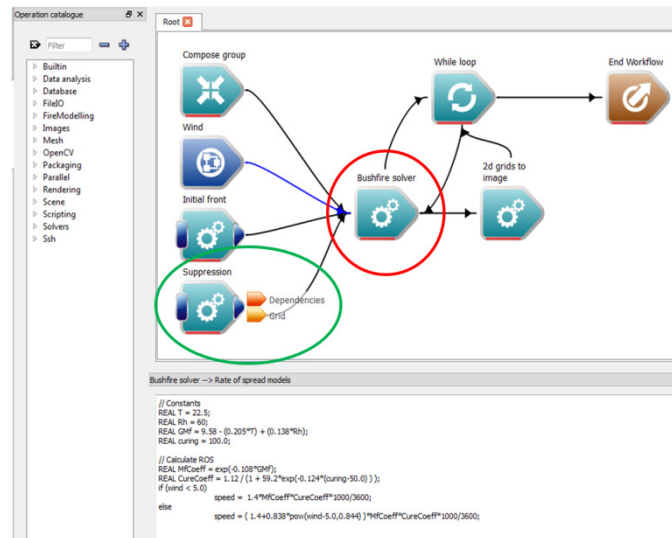 Operation catalogue
Filter
Builtin
Data analysis
Database
FileIO
FireModelling
Images
Mesh
OpenCV
Packaging
Parallel
Rendering
Scene
Scripting
Solvers
Ssh
Root
Compose group
While loop
End Workflow
Wind
Bushfire solver
2d grids to
image
Initial front
Suppression
Dependencies
Grid
Bushfire solver --> Rate of spread models
// Constants
REAL T = 22.5;
REAL Rh = 60;
REAL GMf = 9.58 - (0.205*T) + (0.138*Rh);
REAL curing = 100.0;
// Calculate ROS
REAL MfCoeff = exp(-0.108*GMf);
REAL CureCoeff = 1.12 / (1 + 59.2*exp(-0.124*(curing-50.0) ) );
if (wind < 5.0)
speed = 1.4*MfCoeff*CureCoeff*1000/3600;
else
speed = ( 1.4+0.838*pow(wind-5.0,0.844) )*MfCoeff*CureCoeff*1000/3600;